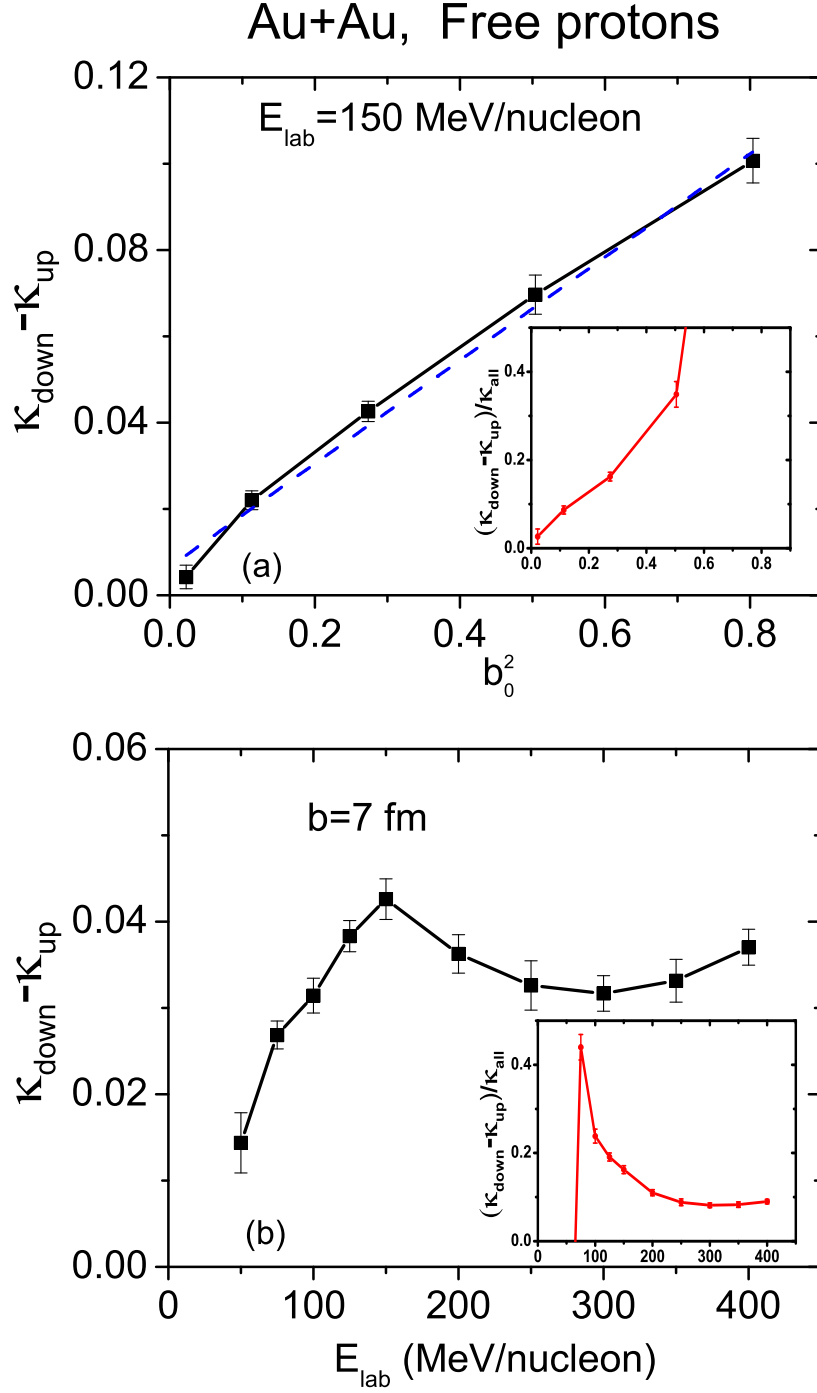 Au+Au, Free protons
0.12
E_lab=150 MeV/nucleon
0.08
κ_down−κ_up
0.04
0.00
(a)
0.4
0.2
0.0
(κ_down−κ_up)/κ_all
0.0 0.2 0.4 0.6 0.8
0.0 0.2 0.4 0.6 0.8
b₀²
0.06
b=7 fm
0.04
κ_down−κ_up
0.02
0.00
(b)
0.4
0.2
0.0
(κ_down−κ_up)/κ_all
0 100 200 300 400
0 100 200 300 400
E_lab (MeV/nucleon)